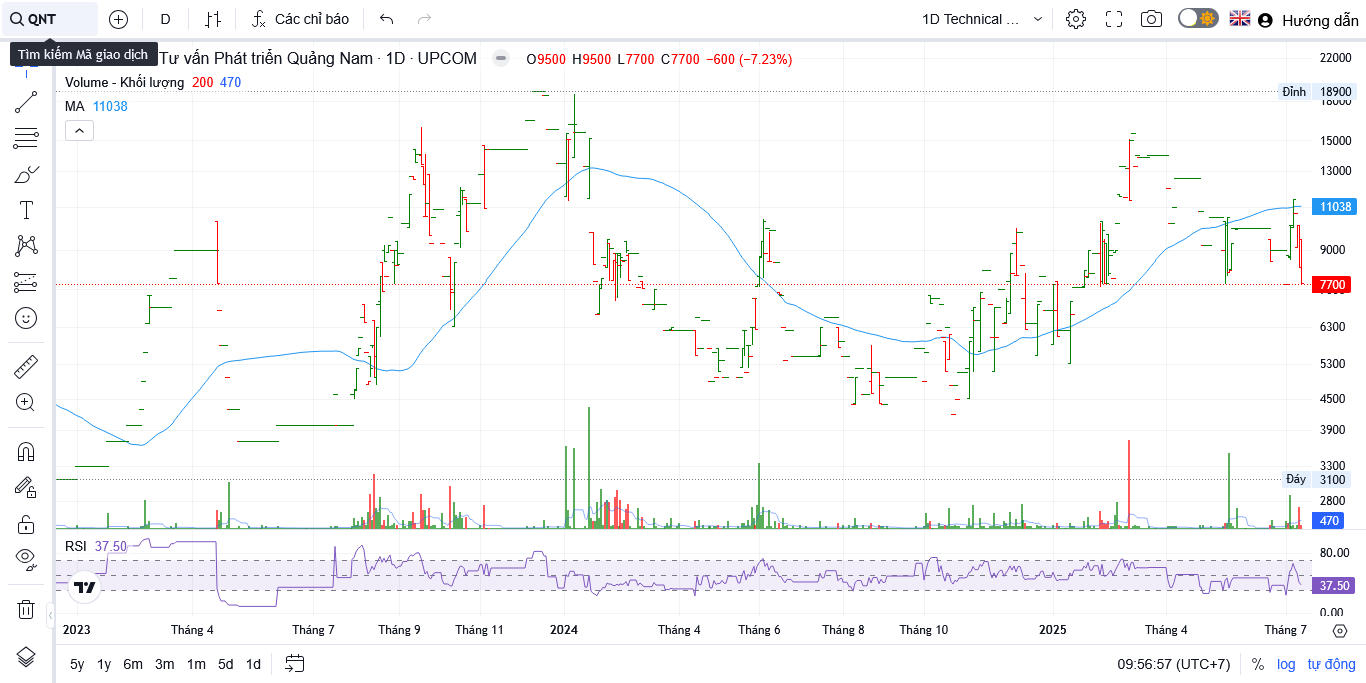 QNT
D
Các chỉ báo
1D Technical ...
Hướng dẫn
Tìm kiếm Mã giao dịch
Tư vấn Phát triển Quảng Nam · 1D · UPCOM
O9500 H9500 L7700 C7700 −600 (−7.23%)
Volume - Khối lượng 200 470
MA 11038
22000
Đỉnh 18900
18000
15000
13000
11038
9000
7700
6300
5300
4500
3900
3300
Đáy 3100
2800
470
RSI 37.50
80.00
37.50
0.00
2023 Tháng 4 Tháng 7 Tháng 9 Tháng 11 2024 Tháng 4 Tháng 6 Tháng 8 Tháng 10 2025 Tháng 4 Tháng 7
5y 1y 6m 3m 1m 5d 1d
09:56:57 (UTC+7) % log tự động